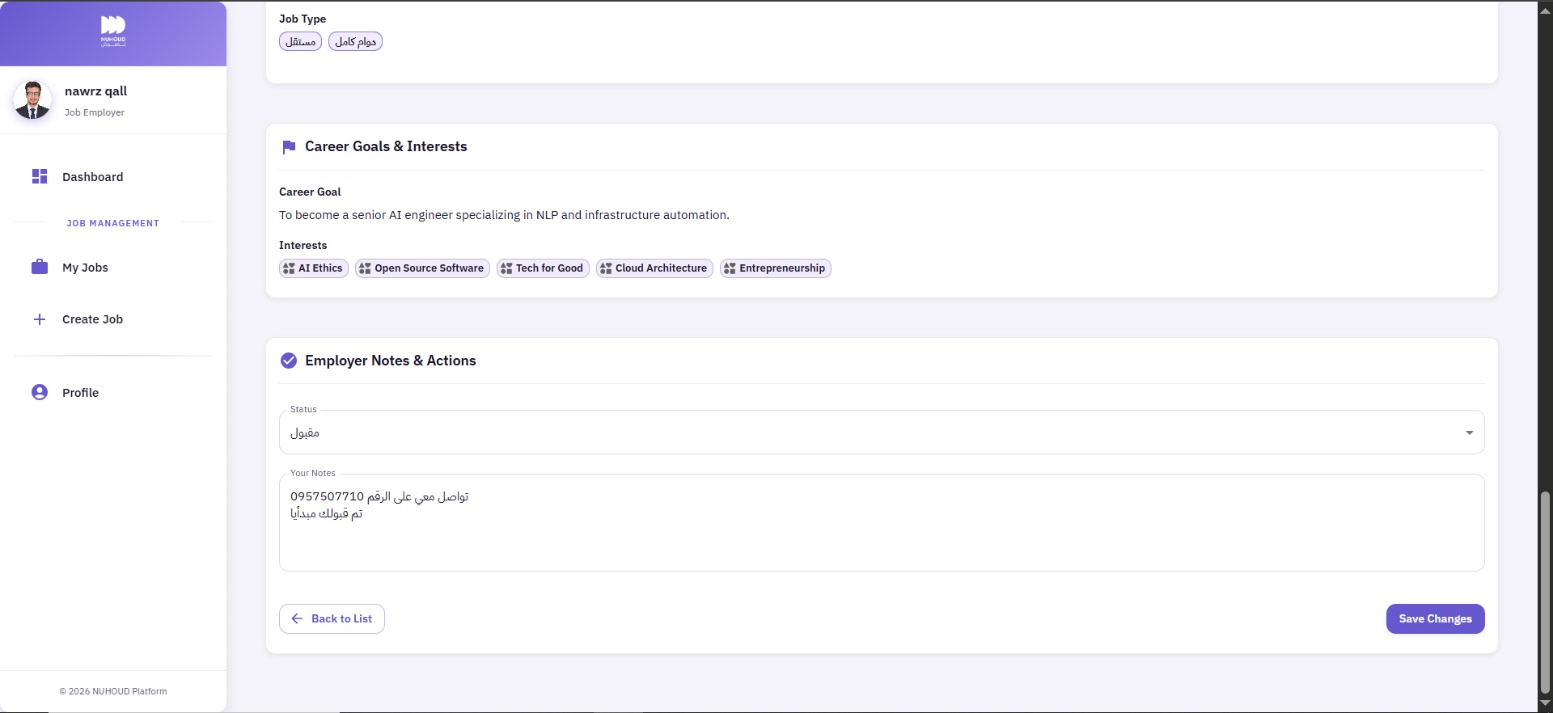 NUHOUD
nawrz qall
Job Employer
Dashboard
JOB MANAGEMENT
My Jobs
Create Job
Profile
© 2026 NUHOUD Platform
Job Type
مستقل
دوام كامل
Career Goals & Interests
Career Goal
To become a senior AI engineer specializing in NLP and infrastructure automation.
Interests
AI Ethics
Open Source Software
Tech for Good
Cloud Architecture
Entrepreneurship
Employer Notes & Actions
Status
مقبول
Your Notes
تواصل معي على الرقم 0957507710
تم قبولك مبدأيا
Back to List
Save Changes